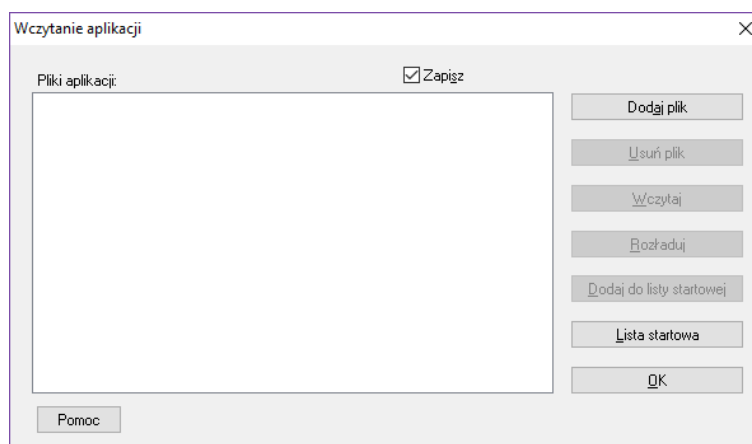 Wczytanie aplikacji
Pliki aplikacji:
Zapisz
Dodaj plik
Usuń plik
Wczytaj
Rozładuj
Dodaj do listy startowej
Lista startowa
OK
Pomoc